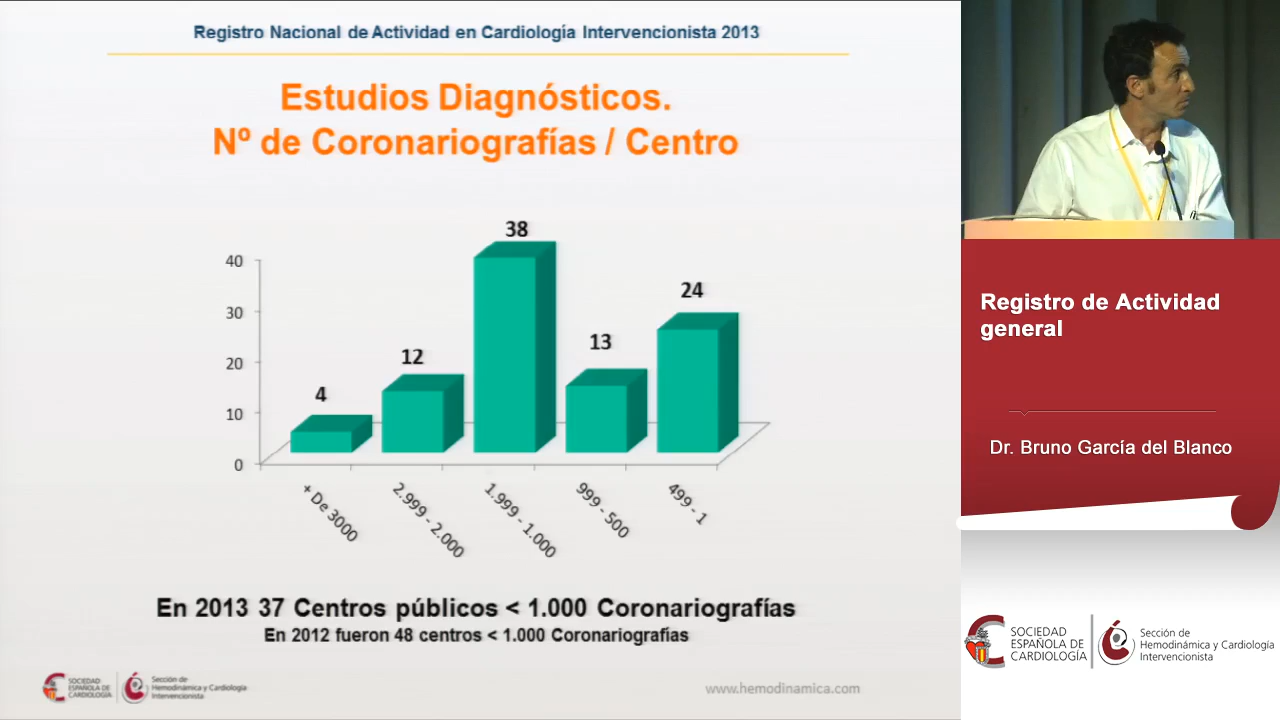 Registro Nacional de Actividad en Cardiología Intervencionista 2013
Estudios Diagnósticos.
Nº de Coronariografías / Centro
40
30
20
10
0
4
12
38
13
24
+ De 3000
2.999 - 2.000
1.999 - 1.000
999 - 500
499 - 1
En 2013 37 Centros públicos < 1.000 Coronariografías
En 2012 fueron 48 centros < 1.000 Coronariografías
SOCIEDAD
ESPAÑOLA DE
CARDIOLOGÍA
Sección de
Hemodinámica y Cardiología
Intervencionista
www.hemodinamica.com
Registro de Actividad
general
Dr. Bruno García del Blanco
SOCIEDAD
ESPAÑOLA DE
CARDIOLOGÍA
Sección de
Hemodinámica y Cardiología
Intervencionista